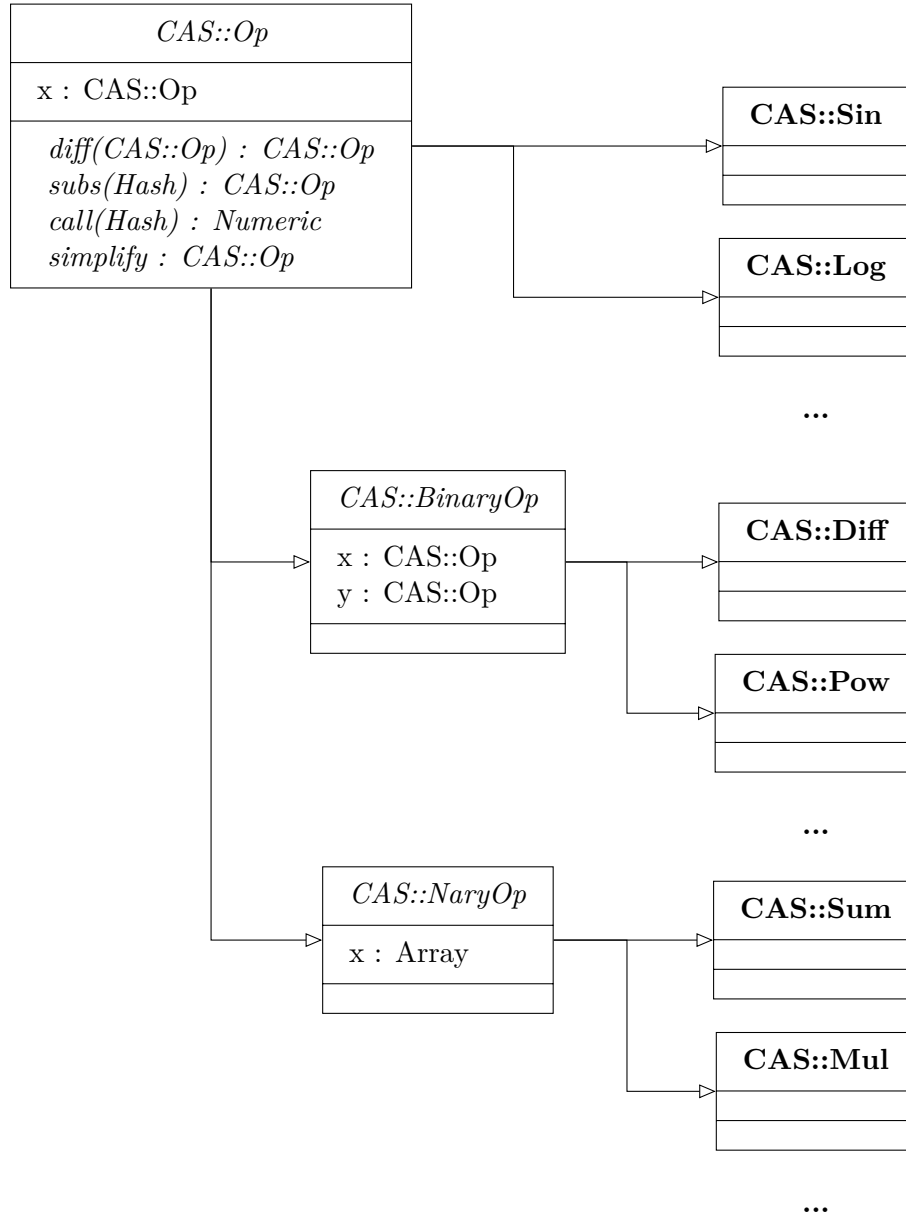 CAS::Op
x : CAS::Op
diff(CAS::Op) : CAS::Op
subs(Hash) : CAS::Op
call(Hash) : Numeric
simplify : CAS::Op
CAS::Sin
CAS::Log
...
CAS::BinaryOp
x : CAS::Op
y : CAS::Op
CAS::Diff
CAS::Pow
...
CAS::NaryOp
x : Array
CAS::Sum
CAS::Mul
...